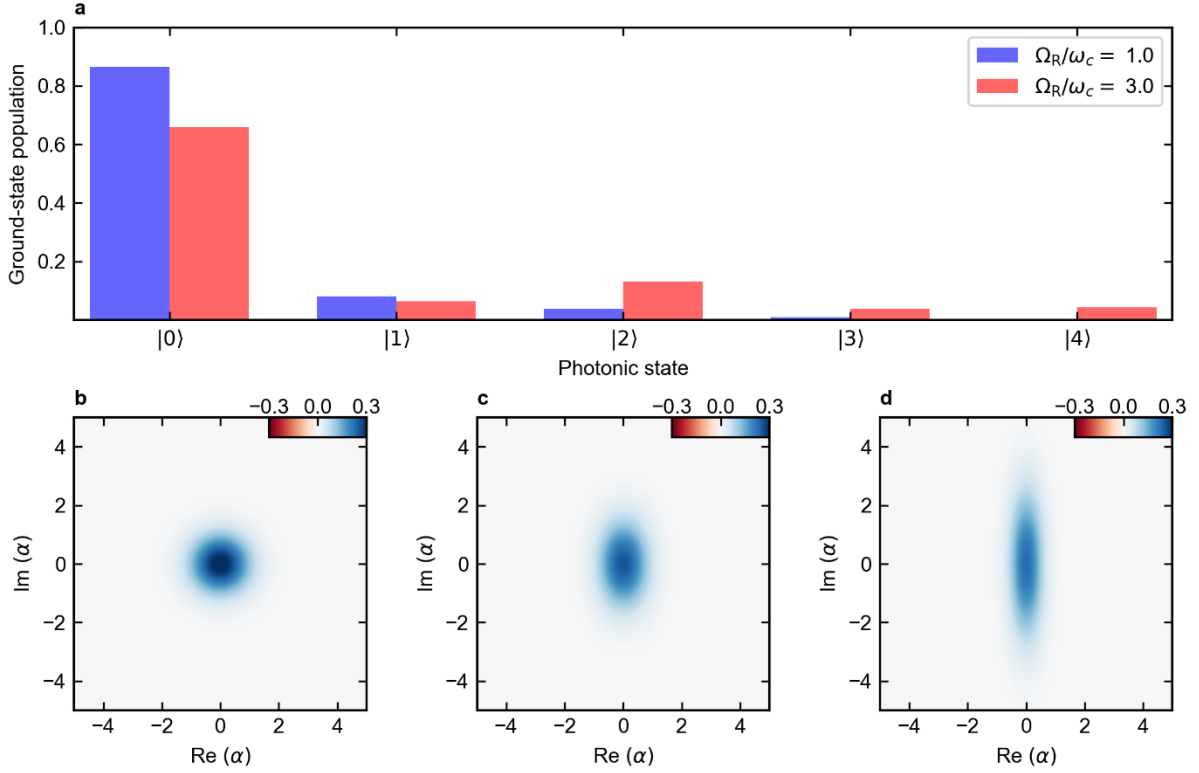 a
Ground-state population
1.0
0.8
0.6
0.4
0.2
Ω_R/ω_c = 1.0
Ω_R/ω_c = 3.0
|0⟩ |1⟩ |2⟩ |3⟩ |4⟩
Photonic state
b
−0.3 0.0 0.3
Im (α)
4
2
0
−2
−4
−4 −2 0 2 4
Re (α)
c
−0.3 0.0 0.3
Im (α)
4
2
0
−2
−4
−4 −2 0 2 4
Re (α)
d
−0.3 0.0 0.3
Im (α)
4
2
0
−2
−4
−4 −2 0 2 4
Re (α)